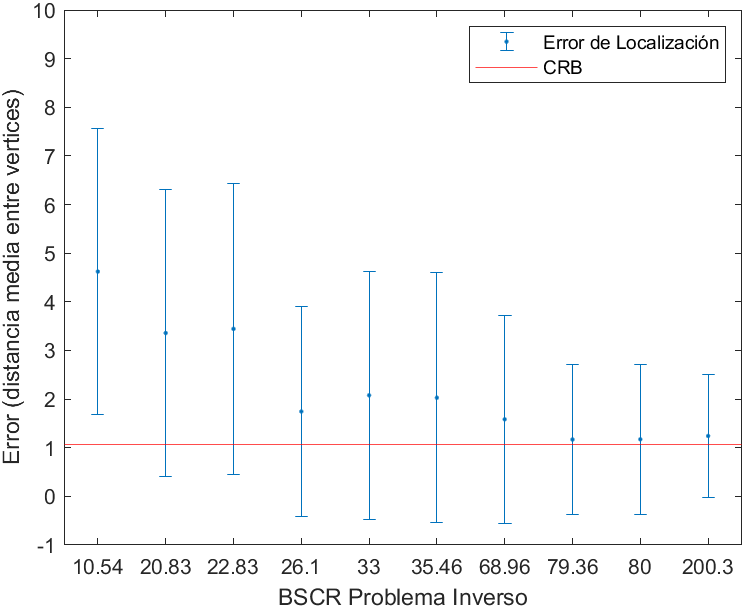 10
9
8
7
6
5
4
3
2
1
0
-1
Error (distancia media entre vertices)
Error de Localización
CRB
10.54 20.83 22.83 26.1 33 35.46 68.96 79.36 80 200.3
BSCR Problema Inverso